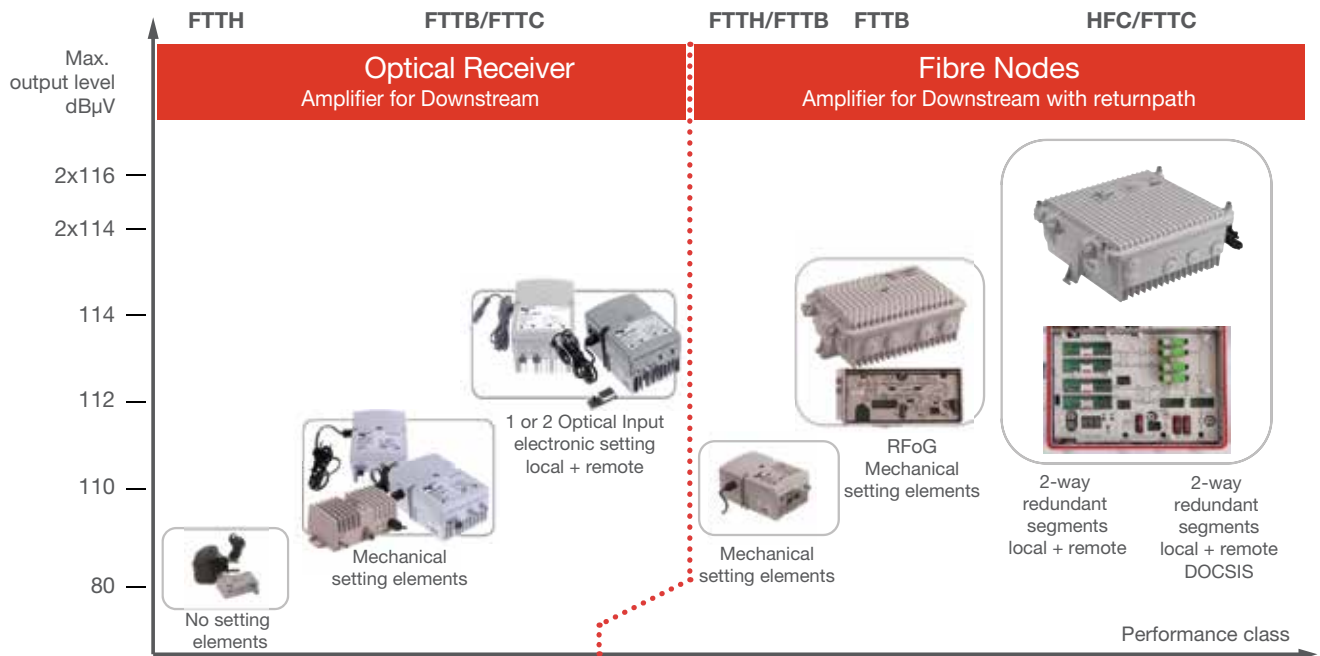 FTTH
FTTB/FTTC
FTTH/FTTB
FTTB
HFC/FTTC
Max.
output level
dBµV
Optical Receiver
Amplifier for Downstream
Fibre Nodes
Amplifier for Downstream with returnpath
2x116
2x114
114
112
110
80
1 or 2 Optical Input
electronic setting
local + remote
RFoG
Mechanical
setting elements
2-way
redundant
segments
local + remote
2-way
redundant
segments
local + remote
DOCSIS
Mechanical
setting elements
Mechanical
setting elements
No setting
elements
Performance class